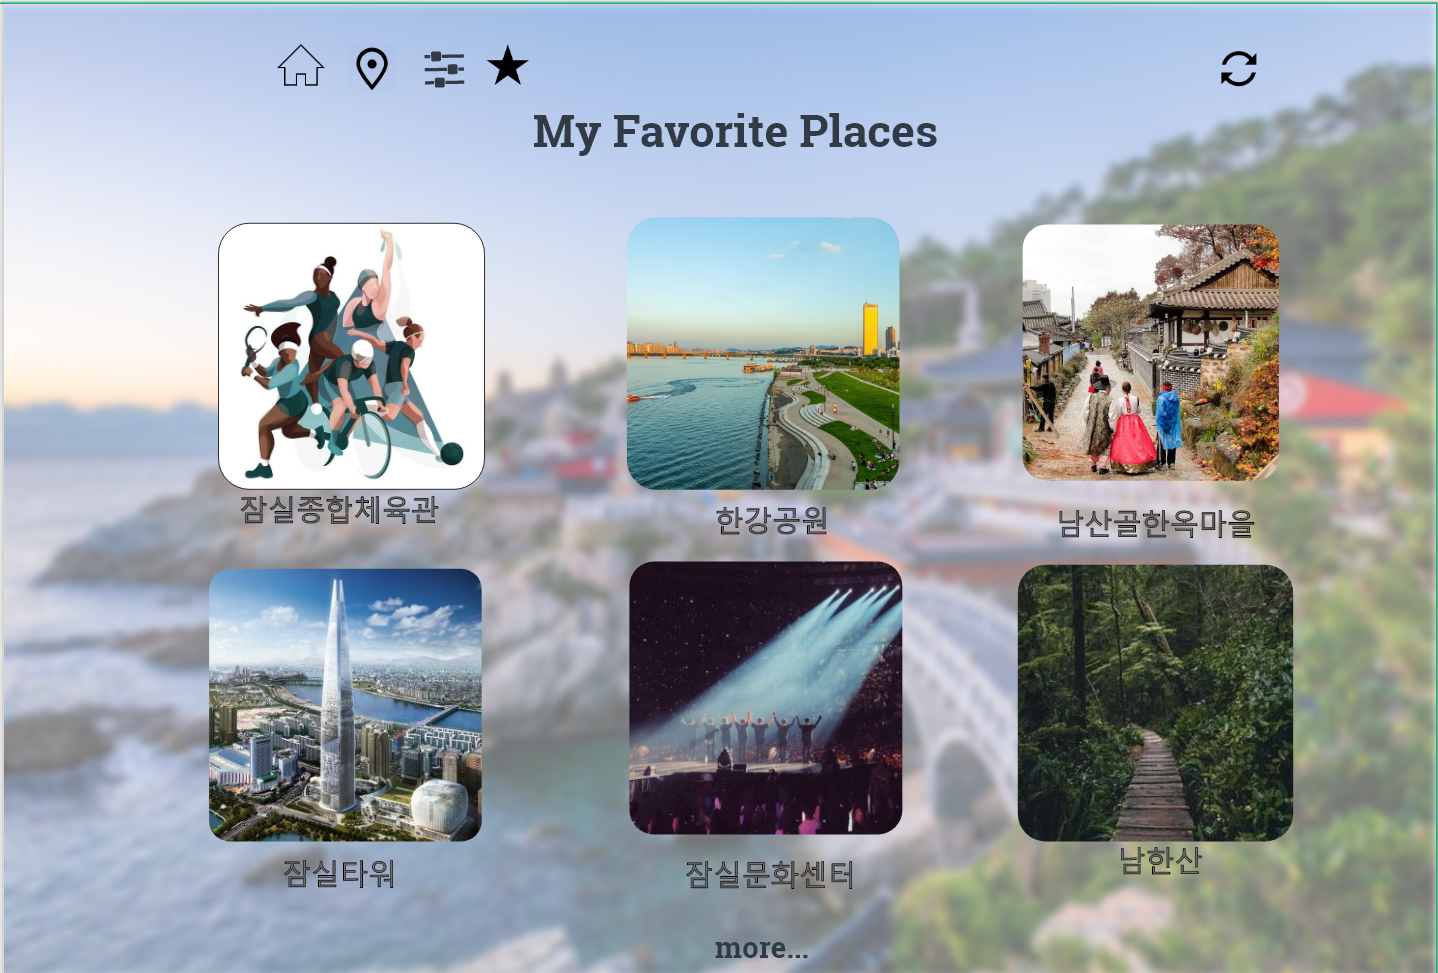 My Favorite Places
잠실종합체육관
한강공원
남산골한옥마을
잠실타워
잠실문화센터
남한산
more...